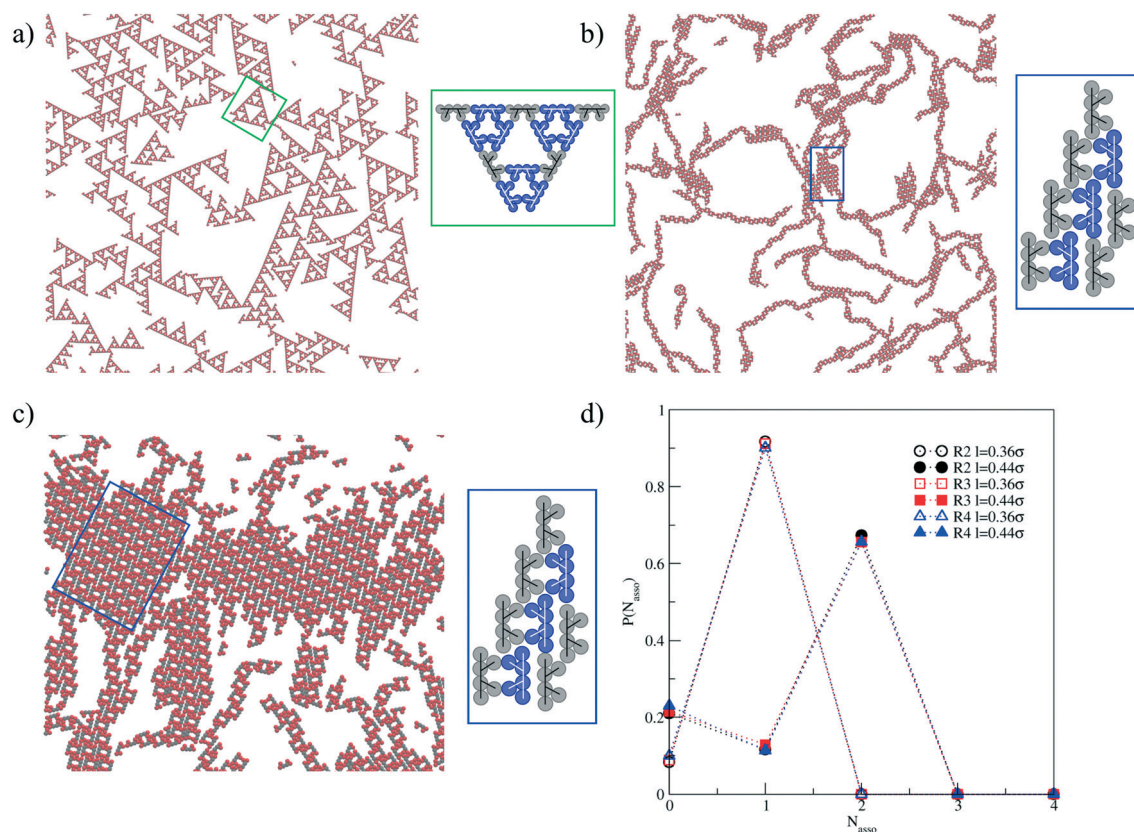 a)
b)
c)
d)
1
0.8
0.6
0.4
0.2
0
P(N_asso)
R2 l=0.36σ
R2 l=0.44σ
R3 l=0.36σ
R3 l=0.44σ
R4 l=0.36σ
R4 l=0.44σ
0 1 2 3 4
N_asso